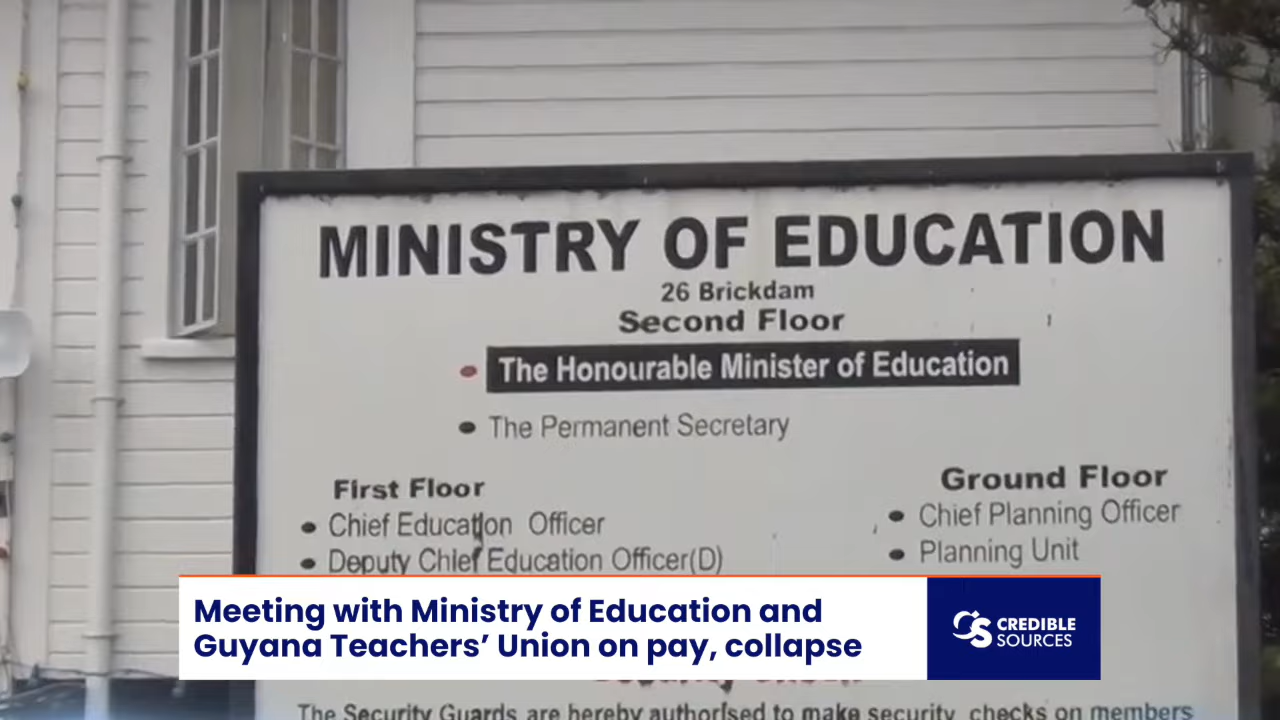 MINISTRY OF EDUCATION
26 Brickdam
Second Floor
The Honourable Minister of Education
The Permanent Secretary
First Floor
Chief Education Officer
Deputy Chief Education Officer(D)
Ground Floor
Chief Planning Officer
Planning Unit
Meeting with Ministry of Education and
Guyana Teachers’ Union on pay, collapse
CS CREDIBLE
SOURCES
The Security Guards are hereby authorised to make security checks on members